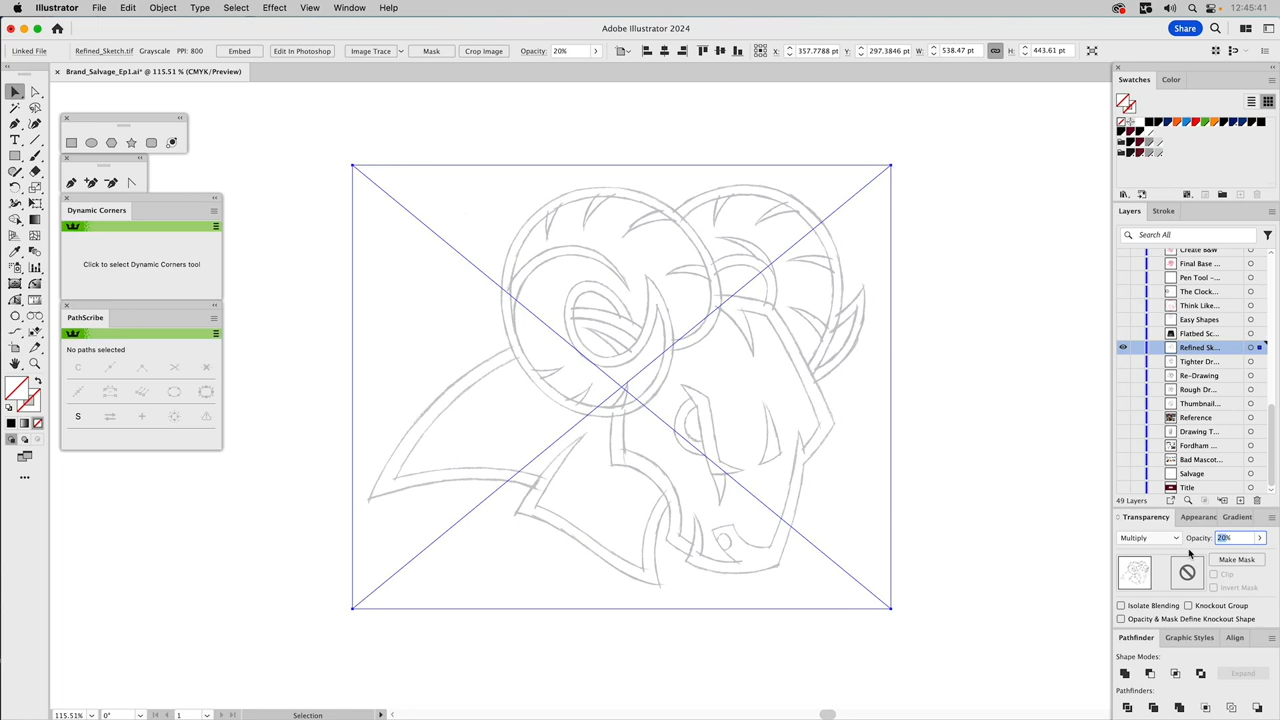 Illustrator File Edit Object Type Select Effect View Window Help 12:45:41
Adobe Illustrator 2024
Share
Linked File Refined_Sketch.tif Grayscale PPI: 800 Embed Edit In Photoshop Image Trace Mask Crop Image Opacity: 20% X: 357.7788 pt Y: 297.3846 pt W: 538.47 pt H: 443.61 pt
Brand_Salvage_Ep1.ai* @ 115.51 % (CMYK/Preview)
Swatches Color
Dynamic Corners
Click to select Dynamic Corners tool
PathScribe
No paths selected
Layers Stroke
Search All
Create B&W
Final Base ...
Pen Tool -...
The Clock...
Think Like...
Easy Shapes
Flatbed Sc...
Refined Sk...
Tighter Dr...
Re-Drawing
Rough Dr...
Thumbnail...
Reference
Drawing T...
Fordham ...
Bad Mascot...
Salvage
Title
49 Layers
Transparency Appearanc Gradient
Multiply Opacity: 20%
Make Mask
Clip
Invert Mask
Isolate Blending Knockout Group
Opacity & Mask Define Knockout Shape
Pathfinder Graphic Styles Align
Shape Modes:
Expand
Pathfinders:
115.51% 0° 1 Selection